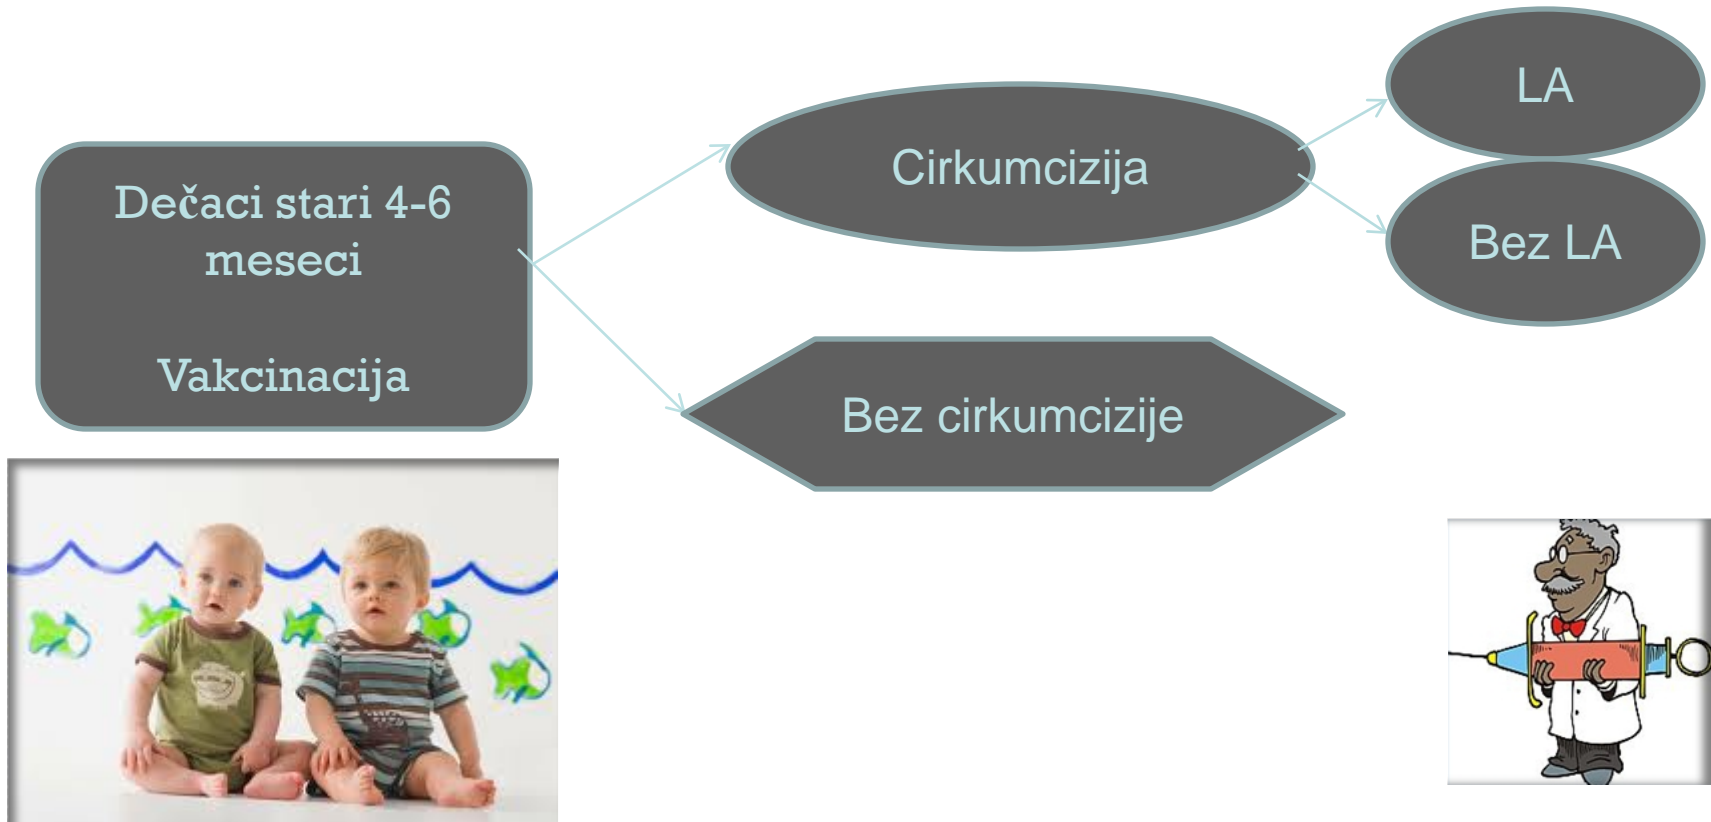 Dečaci stari 4-6
meseci
Vakcinacija
Cirkumcizija
Bez cirkumcizije
LA
Bez LA